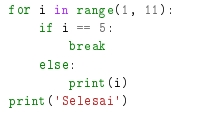 for i in range(1, 11):
    if i == 5:
        break
    else:
        print(i)
print('Selesai')